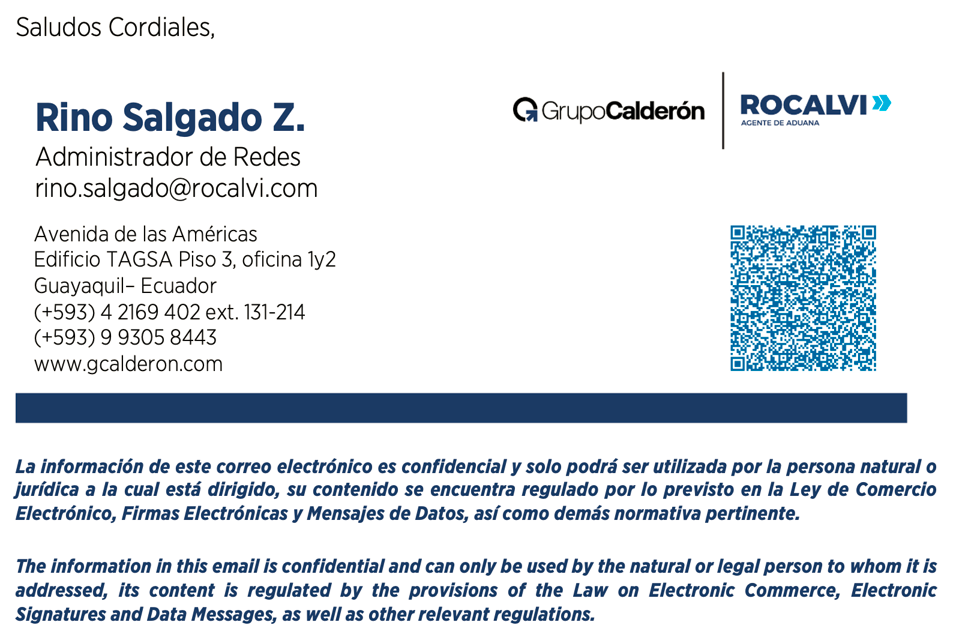 Saludos Cordiales,
Rino Salgado Z.
Administrador de Redes
rino.salgado@rocalvi.com
GrupoCalderón
ROCALVI
AGENTE DE ADUANA
Avenida de las Américas
Edificio TAGSA Piso 3, oficina 1y2
Guayaquil– Ecuador
(+593) 4 2169 402 ext. 131-214
(+593) 9 9305 8443
www.gcalderon.com
La información de este correo electrónico es confidencial y solo podrá ser utilizada por la persona natural o
jurídica a la cual está dirigido, su contenido se encuentra regulado por lo previsto en la Ley de Comercio
Electrónico, Firmas Electrónicas y Mensajes de Datos, así como demás normativa pertinente.
The information in this email is confidential and can only be used by the natural or legal person to whom it is
addressed, its content is regulated by the provisions of the Law on Electronic Commerce, Electronic
Signatures and Data Messages, as well as other relevant regulations.